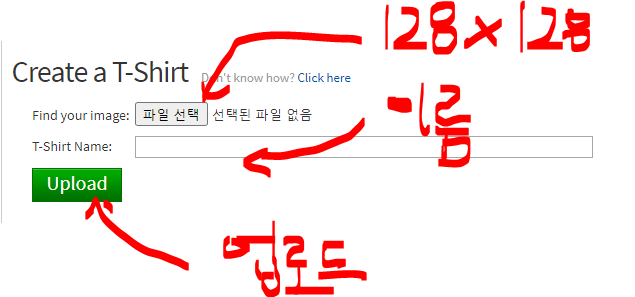 128 x 128
Create a T-Shirt Don't know how? Click here
Find your image: 파일 선택 선택된 파일 없음
이름
T-Shirt Name:
Upload
업로드